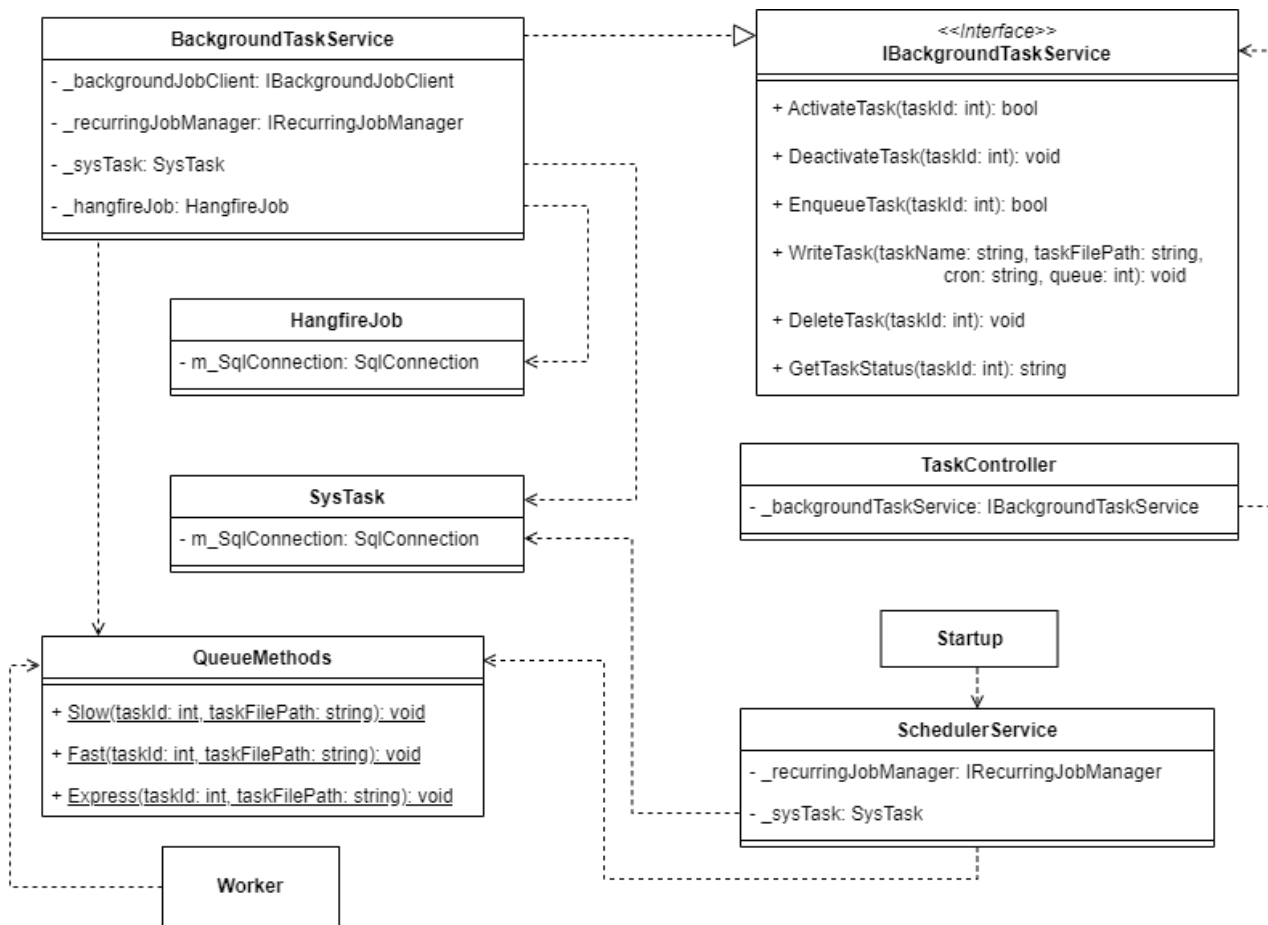 BackgroundTaskService
- _backgroundJobClient: IBackgroundJobClient
- _recurringJobManager: IRecurringJobManager
- _sysTask: SysTask
- _hangfireJob: HangfireJob
<<Interface>>
IBackgroundTaskService
+ ActivateTask(taskId: int): bool
+ DeactivateTask(taskId: int): void
+ EnqueueTask(taskId: int): bool
+ WriteTask(taskName: string, taskFilePath: string,
cron: string, queue: int): void
+ DeleteTask(taskId: int): void
+ GetTaskStatus(taskId: int): string
HangfireJob
- m_SqlConnection: SqlConnection
TaskController
- _backgroundTaskService: IBackgroundTaskService
SysTask
- m_SqlConnection: SqlConnection
Startup
QueueMethods
+ Slow(taskId: int, taskFilePath: string): void
+ Fast(taskId: int, taskFilePath: string): void
+ Express(taskId: int, taskFilePath: string): void
SchedulerService
- _recurringJobManager: IRecurringJobManager
- _sysTask: SysTask
Worker